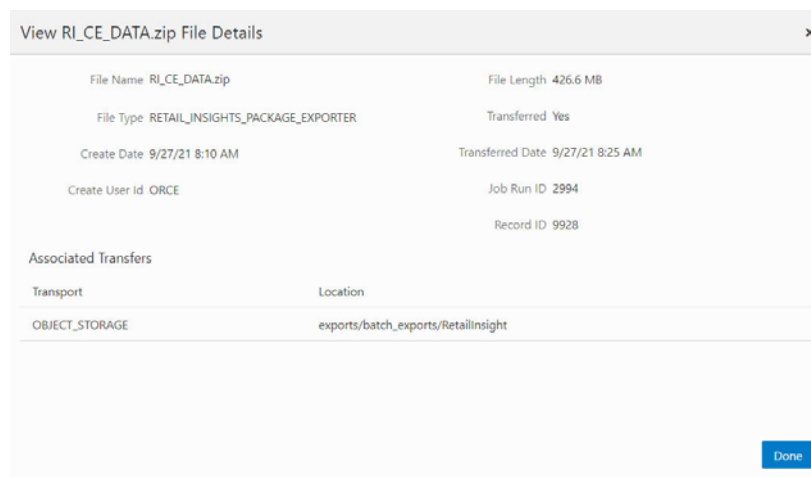 View RI_CE_DATA.zip File Details
File Name RI_CE_DATA.zip File Length 426.6 MB
File Type RETAIL_INSIGHTS_PACKAGE_EXPORTER Transferred Yes
Create Date 9/27/21 8:10 AM Transferred Date 9/27/21 8:25 AM
Create User Id ORCE Job Run ID 2994
Record ID 9928
Associated Transfers
Transport Location
OBJECT_STORAGE exports/batch_exports/RetailInsight
Done